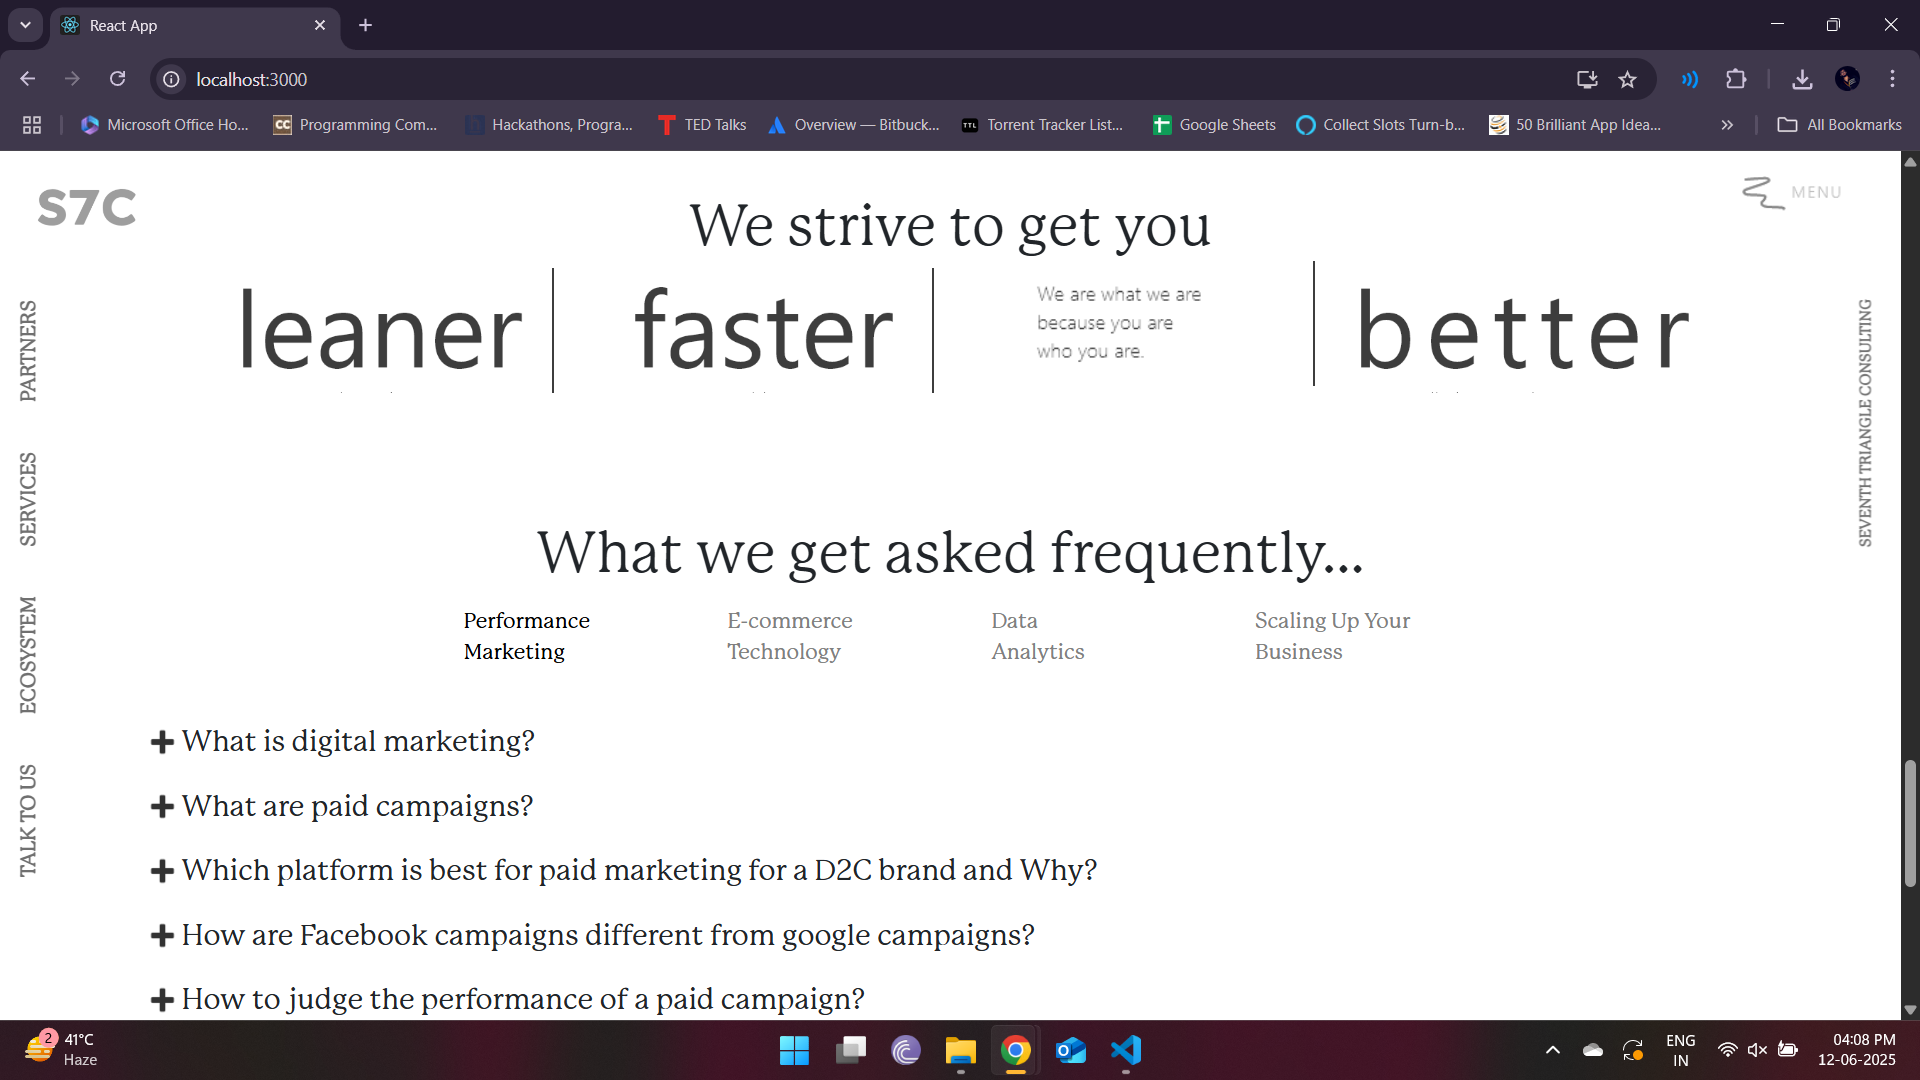 React App
localhost:3000
Microsoft Office Ho...
Programming Com...
Hackathons, Progra...
TED Talks
Overview — Bitbuck...
Torrent Tracker List...
Google Sheets
Collect Slots Turn-b...
50 Brilliant App Idea...
All Bookmarks
S7C
MENU
We strive to get you
leaner
faster
We are what we are
because you are
who you are.
better
PARTNERS
SERVICES
ECOSYSTEM
TALK TO US
SEVENTH TRIANGLE CONSULTING
What we get asked frequently...
Performance
Marketing
E-commerce
Technology
Data
Analytics
Scaling Up Your
Business
What is digital marketing?
What are paid campaigns?
Which platform is best for paid marketing for a D2C brand and Why?
How are Facebook campaigns different from google campaigns?
How to judge the performance of a paid campaign?
2
41°C
Haze
ENG
IN
04:08 PM
12-06-2025